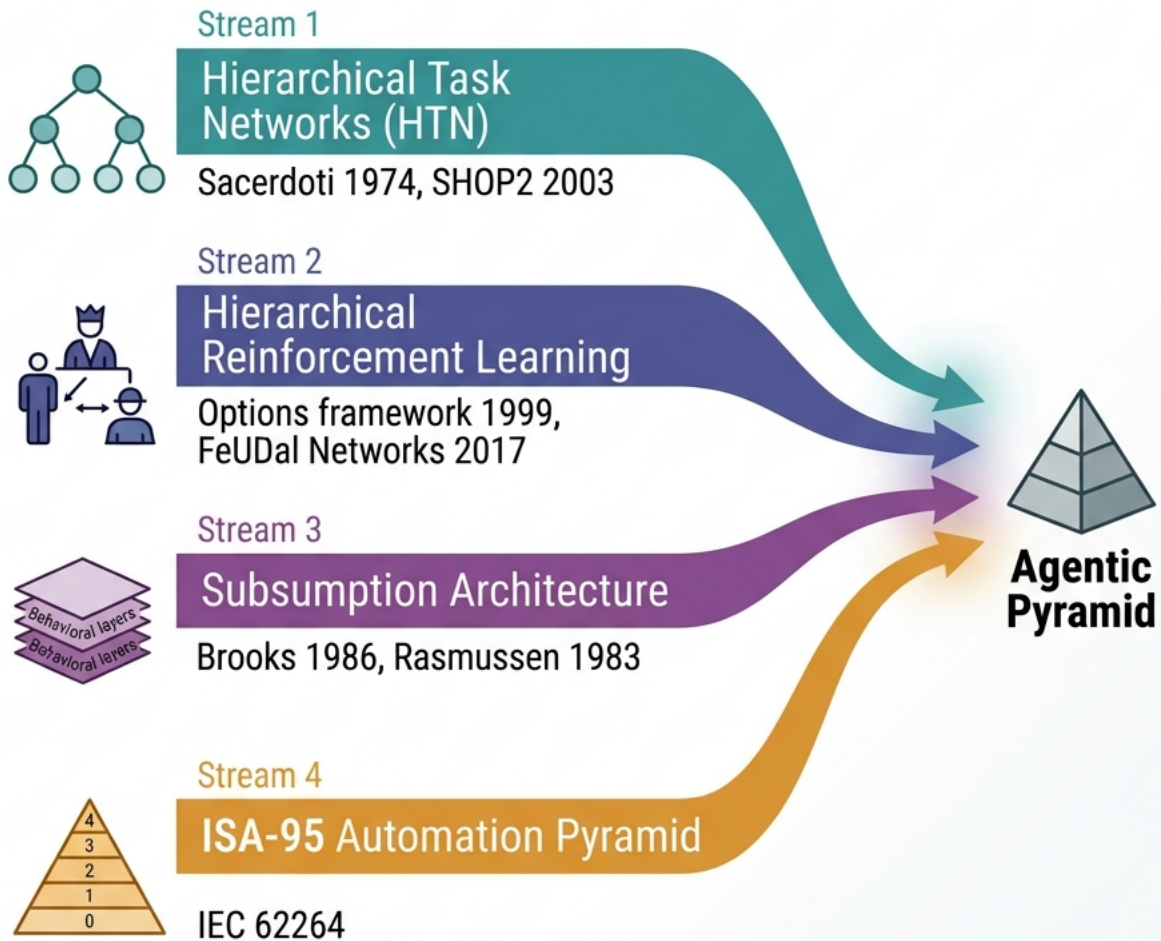 Stream 1
Hierarchical Task
Networks (HTN)
Sacerdoti 1974, SHOP2 2003
Stream 2
Hierarchical
Reinforcement Learning
Options framework 1999,
FeUDal Networks 2017
Stream 3
Behavioral layers
Behavioral layers
Subsumption Architecture
Brooks 1986, Rasmussen 1983
Stream 4
4
3
2
1
0
ISA-95 Automation Pyramid
IEC 62264
Agentic
Pyramid